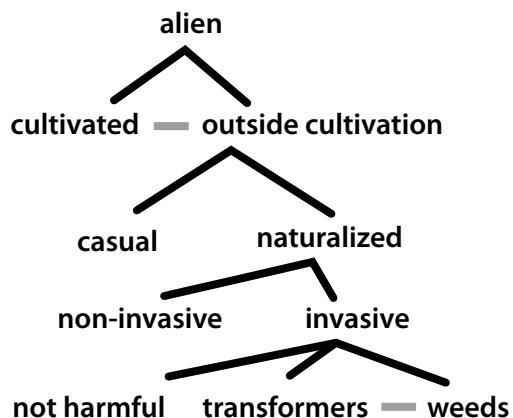 alien
cultivated outside cultivation
casual naturalized
non-invasive invasive
not harmful transformers weeds